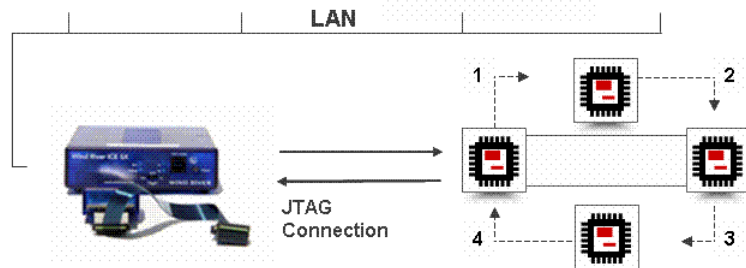 LAN
1
2
Wind River ICE SX
WIND RIVER
JTAG
Connection
4
3